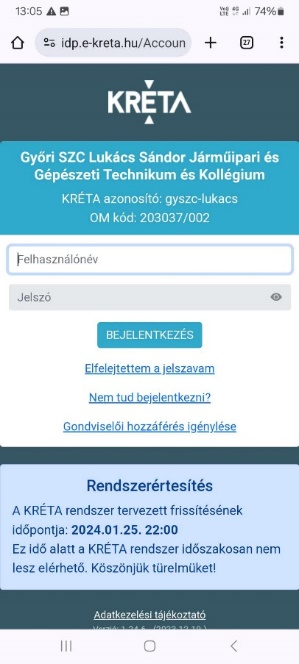 13:05
74%
idp.e-kreta.hu/Accoun
27
KRÉTA
Győri SZC Lukács Sándor Járműipari és
Gépészeti Technikum és Kollégium
KRÉTA azonosító: gyszc-lukacs
OM kód: 203037/002
Felhasználónév
Jelszó
BEJELENTKEZÉS
Elfelejtettem a jelszavam
Nem tud bejelentkezni?
Gondviselői hozzáférés igénylése
Rendszerértesítés
A KRÉTA rendszer tervezett frissítésének
időpontja: 2024.01.25. 22:00
Ez idő alatt a KRÉTA rendszer időszakosan nem
lesz elérhető. Köszönjük türelmüket!
Adatkezelési tájékoztató